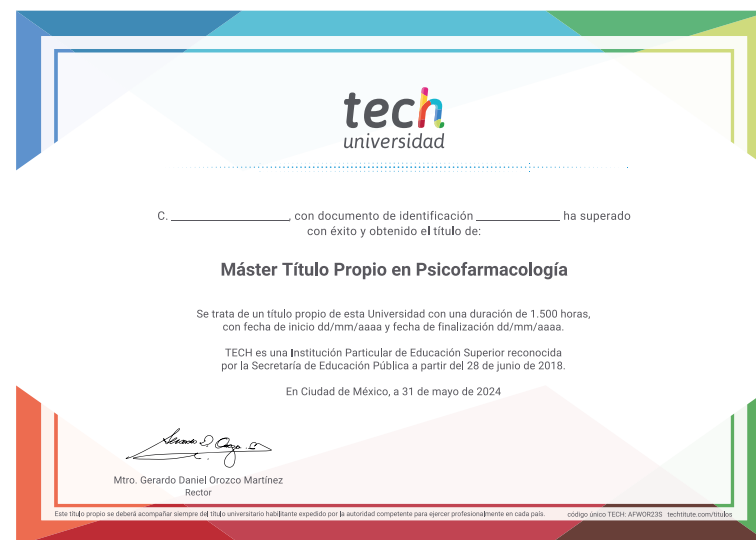 tech
universidad
C. ____________________, con documento de identificación ______________ ha superado
con éxito y obtenido el título de:
Máster Título Propio en Psicofarmacología
Se trata de un título propio de esta Universidad con una duración de 1.500 horas,
con fecha de inicio dd/mm/aaaa y fecha de finalización dd/mm/aaaa.
TECH es una Institución Particular de Educación Superior reconocida
por la Secretaría de Educación Pública a partir del 28 de junio de 2018.
En Ciudad de México, a 31 de mayo de 2024
Mtro. Gerardo Daniel Orozco Martínez
Rector
Este título propio se deberá acompañar siempre del título universitario habilitante expedido por la autoridad competente para ejercer profesionalmente en cada país. código único TECH: AFWOR23S techtitute.com/titulos